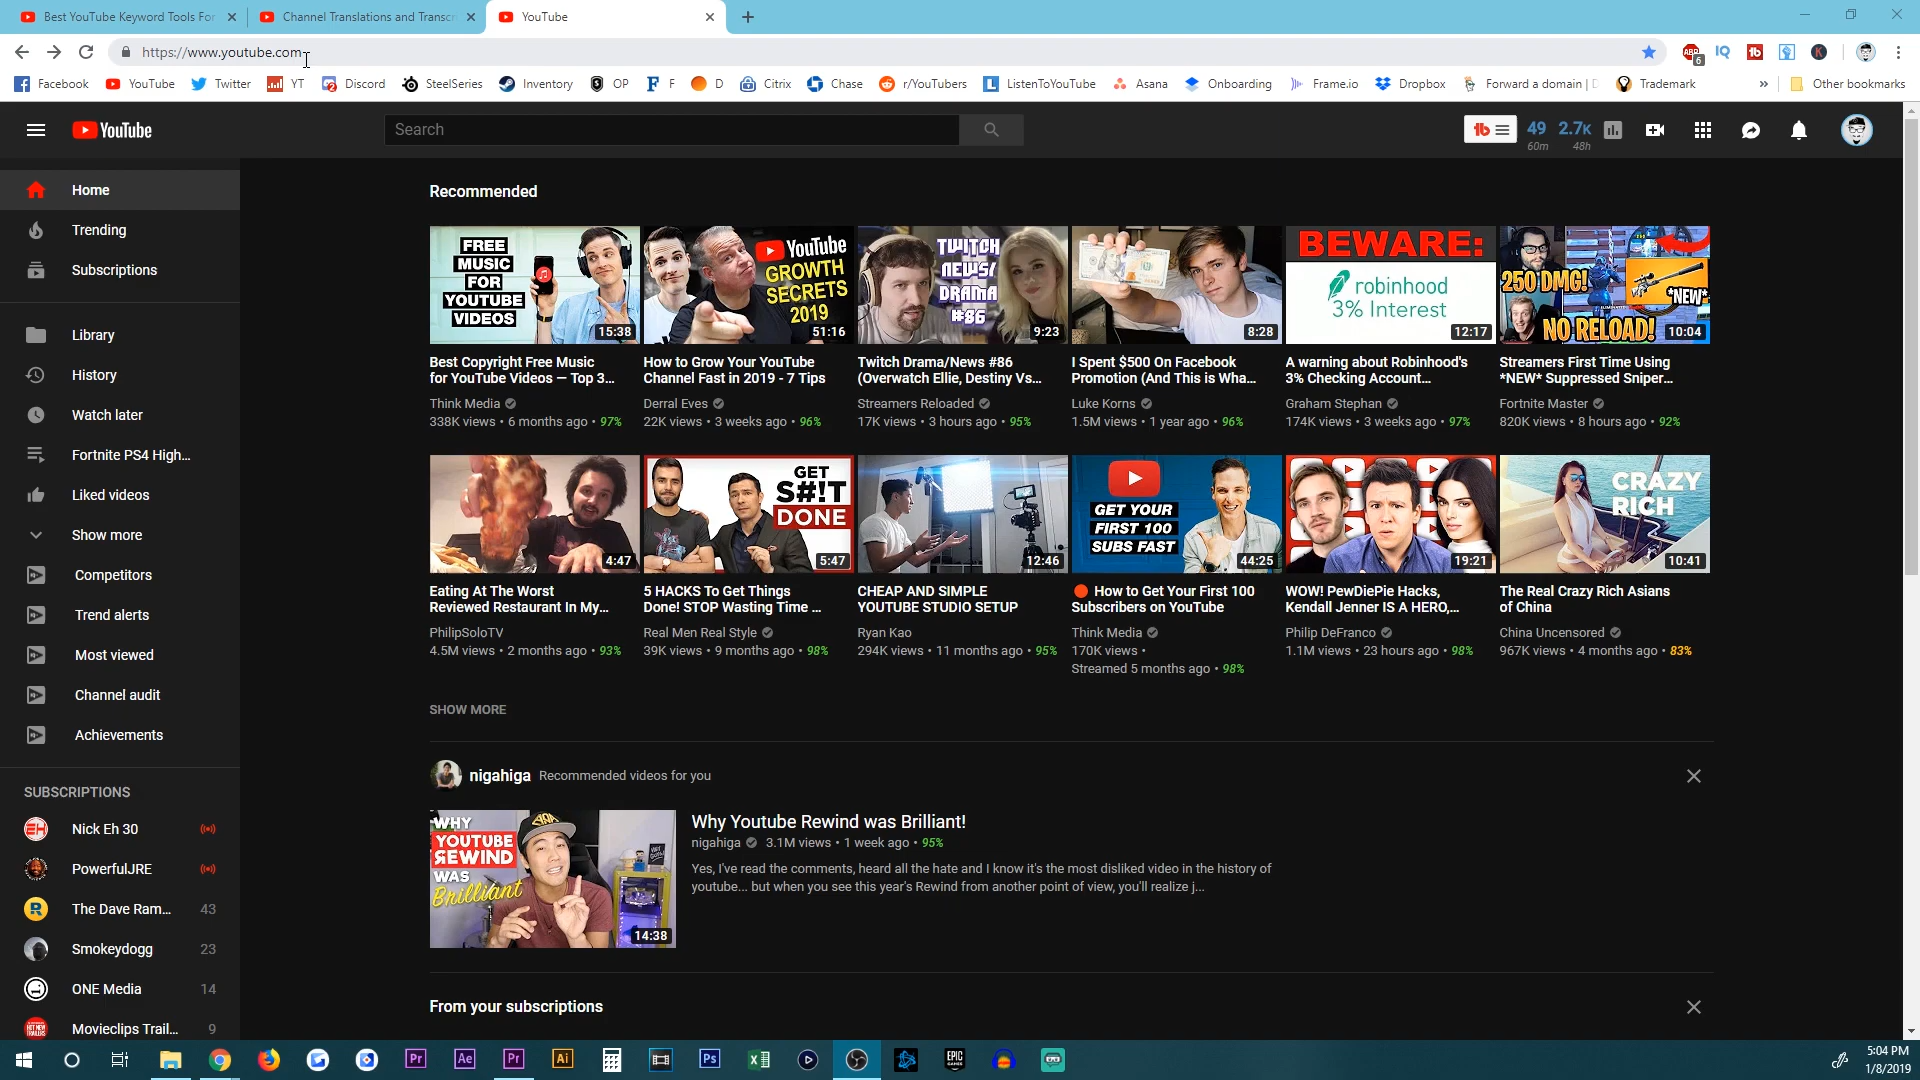 Best YouTube Keyword Tools For
Channel Translations and Transcr
YouTube
https://www.youtube.com
Facebook
YouTube
Twitter
YT
Discord
SteelSeries
Inventory
OP
F
D
Citrix
Chase
r/YouTubers
ListenToYouTube
Asana
Onboarding
Frame.io
Dropbox
Forward a domain | D
Trademark
»
Other bookmarks
YouTube
Search
49
60m
2.7K
48h
Home
Trending
Subscriptions
Library
History
Watch later
Fortnite PS4 High...
Liked videos
Show more
Competitors
Trend alerts
Most viewed
Channel audit
Achievements
SUBSCRIPTIONS
Nick Eh 30
PowerfulJRE
The Dave Ram... 43
Smokeydogg 23
ONE Media 14
Movieclips Trail... 9
Recommended
FREE
MUSIC
FOR
YOUTUBE
VIDEOS
15:38
Best Copyright Free Music
for YouTube Videos — Top 3...
Think Media
338K views • 6 months ago • 97%
YouTube
GROWTH
SECRETS
2019
51:16
How to Grow Your YouTube
Channel Fast in 2019 - 7 Tips
Derral Eves
22K views • 3 weeks ago • 96%
TWITCH
NEWS/
DRAMA
#86
9:23
Twitch Drama/News #86
(Overwatch Ellie, Destiny Vs...
Streamers Reloaded
17K views • 3 hours ago • 95%
8:28
I Spent $500 On Facebook
Promotion (And This is Wha...
Luke Korns
1.5M views • 1 year ago • 96%
BEWARE:
robinhood
3% Interest
12:17
A warning about Robinhood's
3% Checking Account...
Graham Stephan
174K views • 3 weeks ago • 97%
250 DMG!
*NEW*
NO RELOAD!
10:04
Streamers First Time Using
*NEW* Suppressed Sniper...
Fortnite Master
820K views • 8 hours ago • 92%
4:47
Eating At The Worst
Reviewed Restaurant In My...
PhilipSoloTV
4.5M views • 2 months ago • 93%
GET
S#!T
DONE
5:47
5 HACKS To Get Things
Done! STOP Wasting Time ...
Real Men Real Style
39K views • 9 months ago • 98%
12:46
CHEAP AND SIMPLE
YOUTUBE STUDIO SETUP
Ryan Kao
294K views • 11 months ago • 95%
GET YOUR
FIRST 100
SUBS FAST
44:25
How to Get Your First 100
Subscribers on YouTube
Think Media
170K views •
Streamed 5 months ago • 98%
19:21
WOW! PewDiePie Hacks,
Kendall Jenner IS A HERO,...
Philip DeFranco
1.1M views • 23 hours ago • 98%
CRAZY
RICH
10:41
The Real Crazy Rich Asians
of China
China Uncensored
967K views • 4 months ago • 83%
SHOW MORE
nigahiga Recommended videos for you
WHY
YOUTUBE
REWIND
WAS
Brilliant
14:38
Why Youtube Rewind was Brilliant!
nigahiga 3.1M views • 1 week ago • 95%
Yes, I've read the comments, heard all the hate and I know it's the most disliked video in the history of
youtube... but when you see this year's Rewind from another point of view, you'll realize j...
From your subscriptions
5:04 PM
1/8/2019